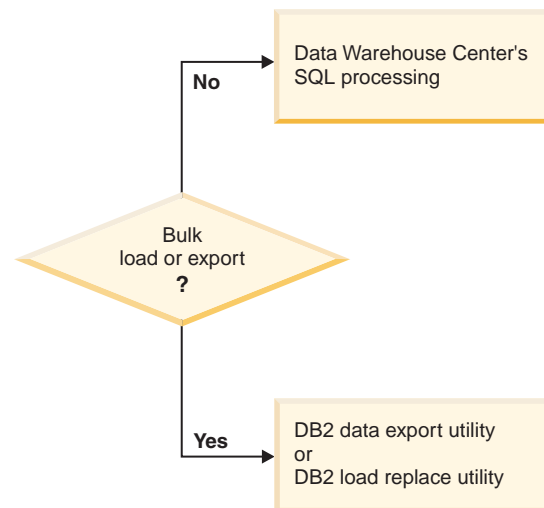 Data Warehouse Center's
SQL processing
No
Bulk
load or export
?
Yes
DB2 data export utility
or
DB2 load replace utility